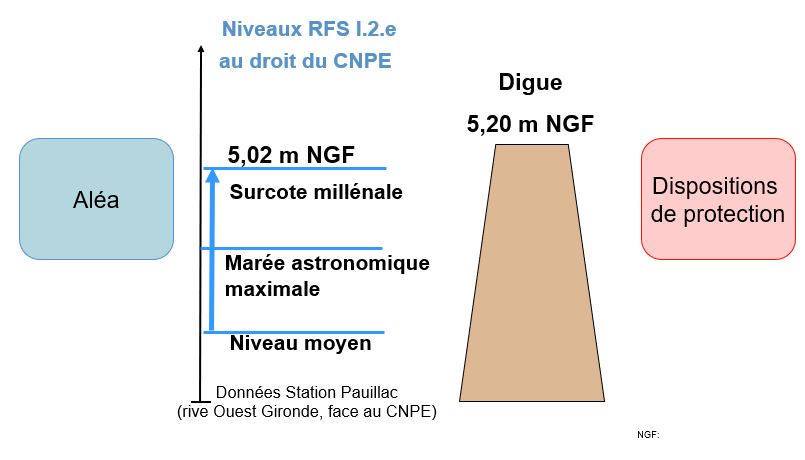 Niveaux RFS I.2.e
au droit du CNPE
Digue
5,20 m NGF
5,02 m NGF
Surcote millénale
Aléa
Dispositions
de protection
Marée astronomique
maximale
Niveau moyen
Données Station Pauillac
(rive Ouest Gironde, face au CNPE)
NGF: